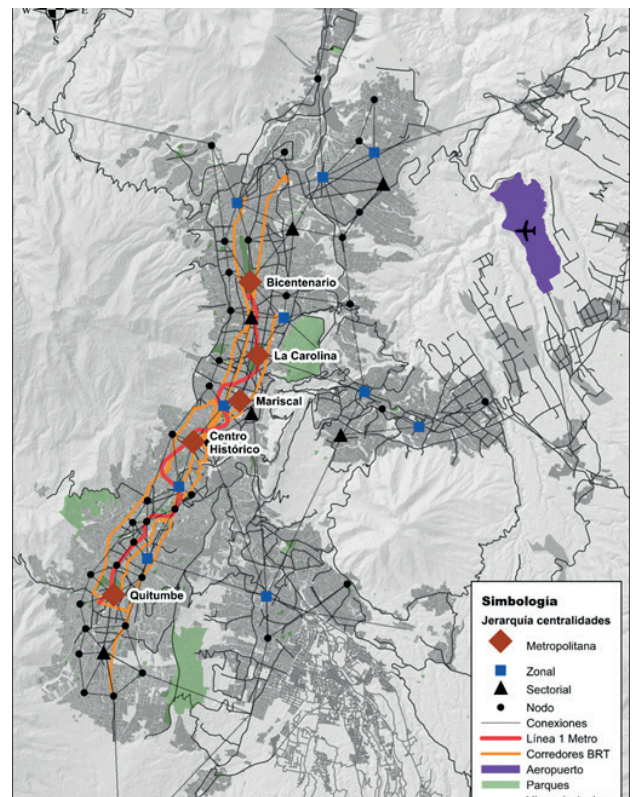 W
E
S
Bicentenario
La Carolina
Mariscal
Centro
Histórico
Quitumbe
Simbología
Jerarquía centralidades
Metropolitana
Zonal
Sectorial
Nodo
Conexiones
Línea 1 Metro
Corredores BRT
Aeropuerto
Parques